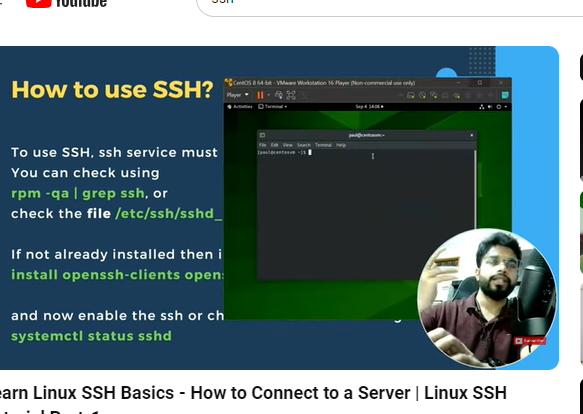 YouTube
ssh
How to use SSH?
CentOS 8 64-bit - VMware Workstation 16 Player (Non-commercial use only)
Player
Activities Terminal Sep 4 14:08
paul@centosvm:~
File Edit View Search Terminal Help
[paul@centosvm ~]$
To use SSH, ssh service must
You can check using
rpm -qa | grep ssh, or
check the file /etc/ssh/sshd_
If not already installed then i
install openssh-clients open
and now enable the ssh or ch
systemctl status sshd
Subscribe
earn Linux SSH Basics - How to Connect to a Server | Linux SSH